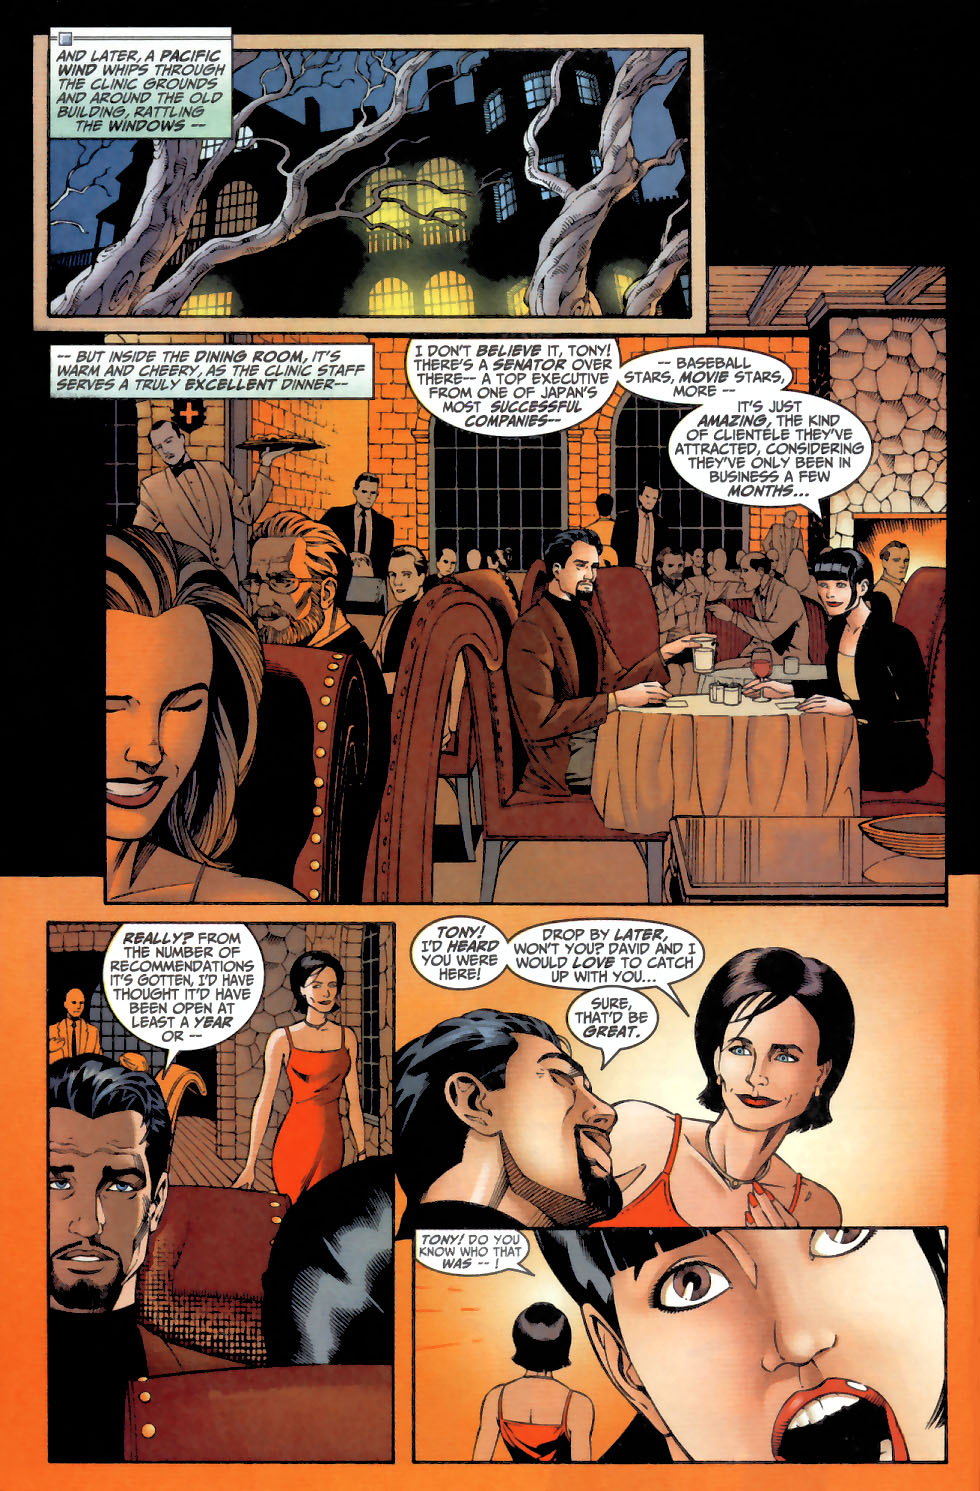 AND LATER, A PACIFIC
WIND WHIPS THROUGH
THE CLINIC GROUNDS
AND AROUND THE OLD
BUILDING, RATTLING
THE WINDOWS --
-- BUT INSIDE THE DINING ROOM, IT'S
WARM AND CHEERY, AS THE CLINIC STAFF
SERVES A TRULY EXCELLENT DINNER--
I DON'T BELIEVE IT, TONY!
THERE'S A SENATOR OVER
THERE-- A TOP EXECUTIVE
FROM ONE OF JAPAN'S
MOST SUCCESSFUL
COMPANIES--
-- BASEBALL
STARS, MOVIE STARS,
MORE --
IT'S JUST
AMAZING, THE KIND
OF CLIENTELE THEY'VE
ATTRACTED, CONSIDERING
THEY'VE ONLY BEEN IN
BUSINESS A FEW
MONTHS...
REALLY? FROM
THE NUMBER OF
RECOMMENDATIONS
IT'S GOTTEN, I'D HAVE
THOUGHT IT'D HAVE
BEEN OPEN AT
LEAST A YEAR
OR --
TONY!
I'D HEARD
YOU WERE
HERE!
DROP BY LATER,
WON'T YOU? DAVID AND I
WOULD LOVE TO CATCH
UP WITH YOU...
SURE,
THAT'D BE
GREAT.
TONY! DO YOU
KNOW WHO THAT
WAS -- !